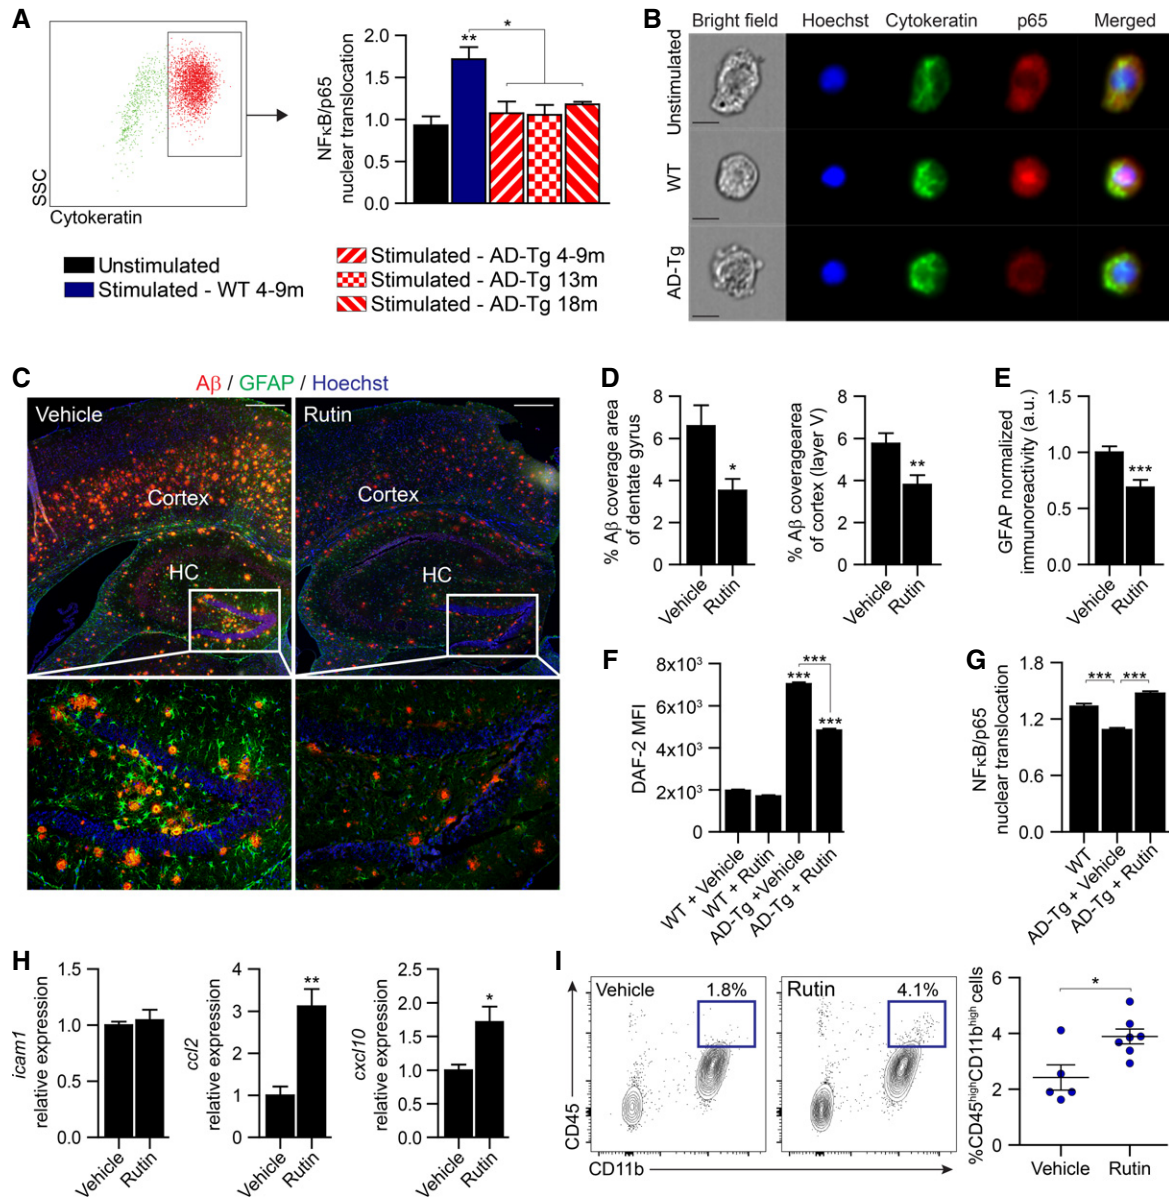 A
SSC
Cytokeratin
NFκB/p65
nuclear translocation
2.0
1.5
1.0
0.5
0.0
**
*
Unstimulated
Stimulated - WT 4-9m
Stimulated - AD-Tg 4-9m
Stimulated - AD-Tg 13m
Stimulated - AD-Tg 18m
B
Bright field Hoechst Cytokeratin p65 Merged
Unstimulated
WT
AD-Tg
C
Aβ / GFAP / Hoechst
Vehicle
Cortex
HC
Rutin
Cortex
HC
D
% Aβ coverage area
of dentate gyrus
8
6
4
2
0
*
Vehicle
Rutin
% Aβ coveragearea
of cortex (layer V)
8
6
4
2
0
**
Vehicle
Rutin
E
GFAP normalized
immunoreactivity (a.u.)
1.5
1.0
0.5
0.0
***
Vehicle
Rutin
F
DAF-2 MFI
8x10³
6x10³
4x10³
2x10³
0
***
***
***
WT + Vehicle
WT + Rutin
AD-Tg +Vehicle
AD-Tg + Rutin
G
NFκB/p65
nuclear translocation
1.8
1.2
0.6
0.0
*** ***
WT
AD-Tg + Vehicle
AD-Tg + Rutin
H
icam1
relative expression
1.5
1.0
0.5
0.0
Vehicle
Rutin
ccl2
relative expression
4
3
2
1
0
**
Vehicle
Rutin
cxcl10
relative expression
2.5
2.0
1.5
1.0
0.5
0.0
*
Vehicle
Rutin
I
Vehicle 1.8%
Rutin 4.1%
CD45
CD11b
%CD45ʰⁱᵍʰCD11bʰⁱᵍʰ cells
6
4
2
0
*
Vehicle
Rutin